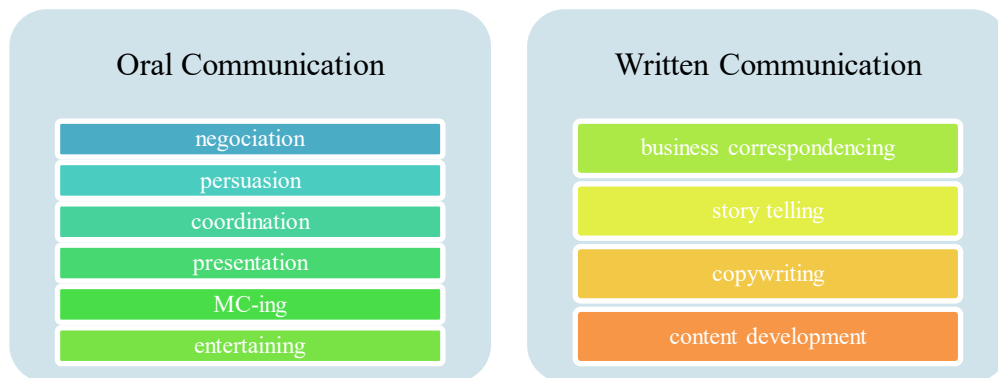 Oral Communication
negociation
persuasion
coordination
presentation
MC-ing
entertaining
Written Communication
business correspondencing
story telling
copywriting
content development